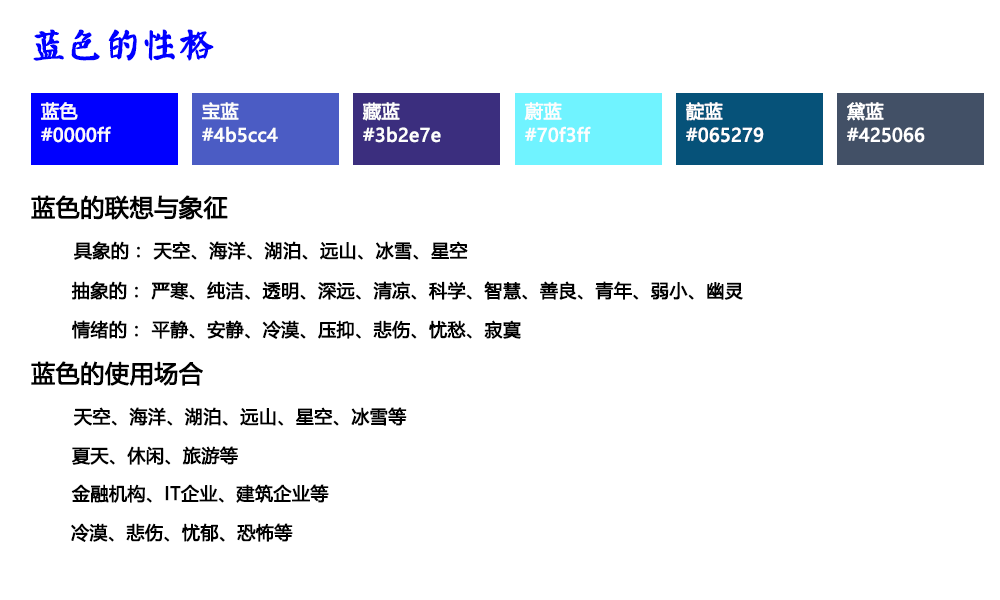 蓝色的性格
蓝色
#0000ff
宝蓝
#4b5cc4
藏蓝
#3b2e7e
蔚蓝
#70f3ff
靛蓝
#065279
黛蓝
#425066
蓝色的联想与象征
具象的： 天空、海洋、湖泊、远山、冰雪、星空
抽象的： 严寒、纯洁、透明、深远、清凉、科学、智慧、善良、青年、弱小、幽灵
情绪的： 平静、安静、冷漠、压抑、悲伤、忧愁、寂寞
蓝色的使用场合
天空、海洋、湖泊、远山、星空、冰雪等
夏天、休闲、旅游等
金融机构、IT企业、建筑企业等
冷漠、悲伤、忧郁、恐怖等